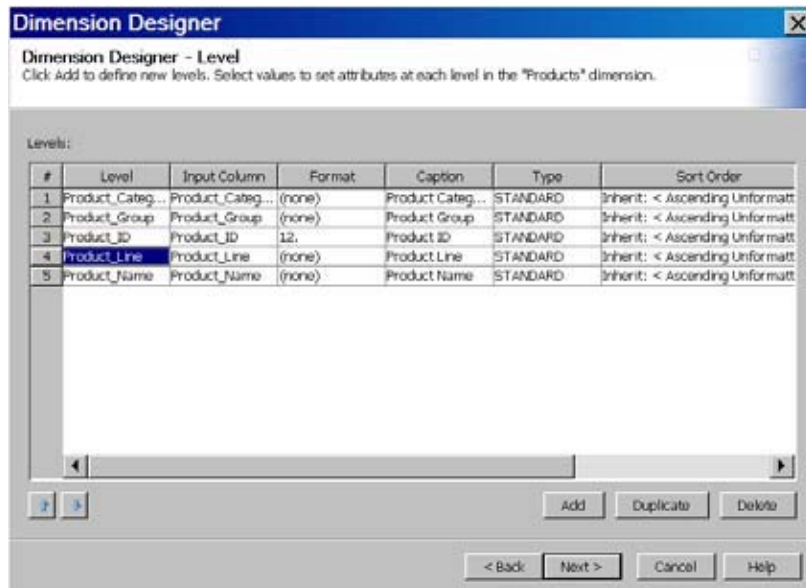 Dimension Designer
Dimension Designer - Level
Click Add to define new levels. Select values to set attributes at each level in the "Products" dimension.
Levels:
# Level Input Column Format Caption Type Sort Order
1 Product_Categ... Product_Categ... (none) Product Categ... STANDARD Inherit: < Ascending Unformatt
2 Product_Group Product_Group (none) Product Group STANDARD Inherit: < Ascending Unformatt
3 Product_ID Product_ID 12. Product ID STANDARD Inherit: < Ascending Unformatt
4 Product_Line Product_Line (none) Product Line STANDARD Inherit: < Ascending Unformatt
5 Product_Name Product_Name (none) Product Name STANDARD Inherit: < Ascending Unformatt
Add Duplicate Delete
< Back Next > Cancel Help